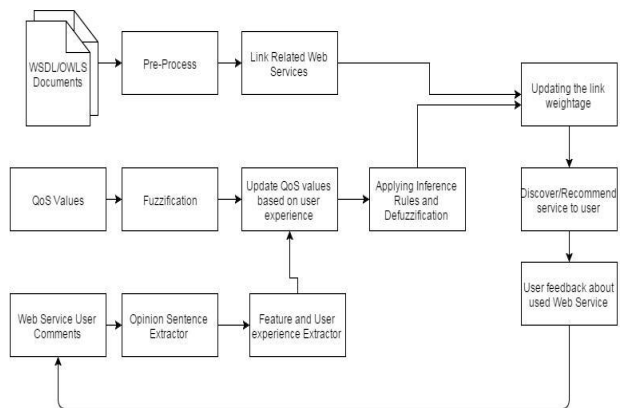 WSDL/OWLS
Documents
Pre-Process
Link Related Web
Services
Updating the link
weightage
QoS Values
Fuzzification
Update QoS values
based on user
experience
Applying Inference
Rules and
Defuzzification
Discover/Recommend
service to user
Web Service User
Comments
Opinion Sentence
Extractor
Feature and User
experience Extractor
User feedback about
used Web Service